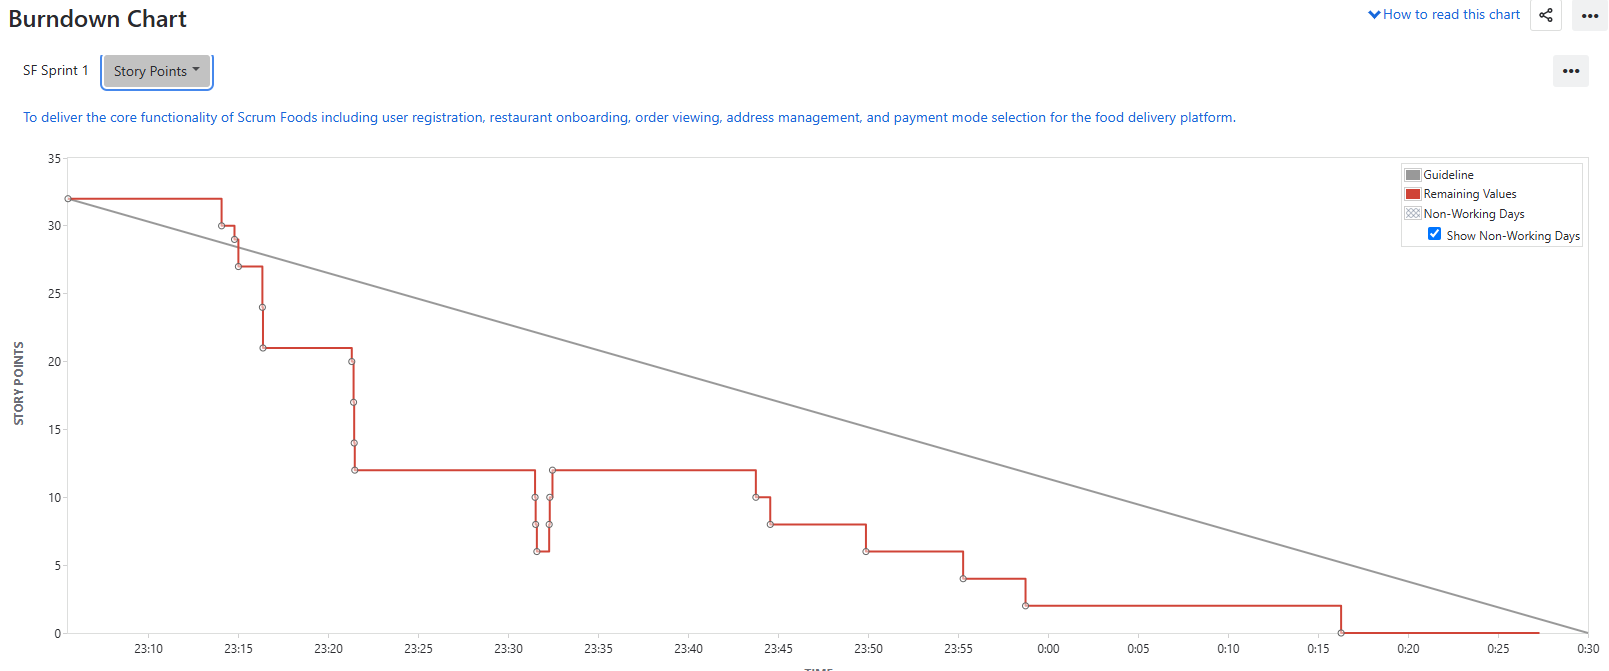 Burndown Chart
How to read this chart
SF Sprint 1
Story Points
To deliver the core functionality of Scrum Foods including user registration, restaurant onboarding, order viewing, address management, and payment mode selection for the food delivery platform.
35
30
25
20
15
10
5
0
STORY POINTS
Guideline
Remaining Values
Non-Working Days
Show Non-Working Days
23:10 23:15 23:20 23:25 23:30 23:35 23:40 23:45 23:50 23:55 0:00 0:05 0:10 0:15 0:20 0:25 0:30